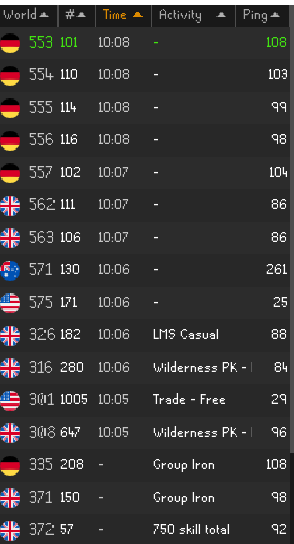 World # Time Activity Ping
553 101 10:08 - 108
554 110 10:08 - 103
555 114 10:08 - 99
556 116 10:08 - 98
557 102 10:07 - 104
562 111 10:07 - 86
563 106 10:07 - 86
571 130 10:06 - 261
575 171 10:06 - 25
326 182 10:06 LMS Casual 88
316 280 10:06 Wilderness PK - 84
301 1005 10:05 Trade - Free 29
308 647 10:05 Wilderness PK - 96
335 208 - Group Iron 108
371 150 - Group Iron 98
372 57 - 750 skill total 92